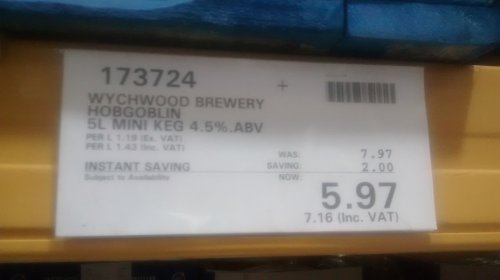 173724
+
WYCHWOOD BREWERY
HOBGOBLIN
5L MINI KEG 4.5%.ABV
PER L 1.19 (Ex. VAT)
PER L 1.43 (Inc. VAT)
WAS: 7.97
INSTANT SAVING SAVING: 2.00
Subject to Availability NOW:
5.97
7.16 (Inc. VAT)